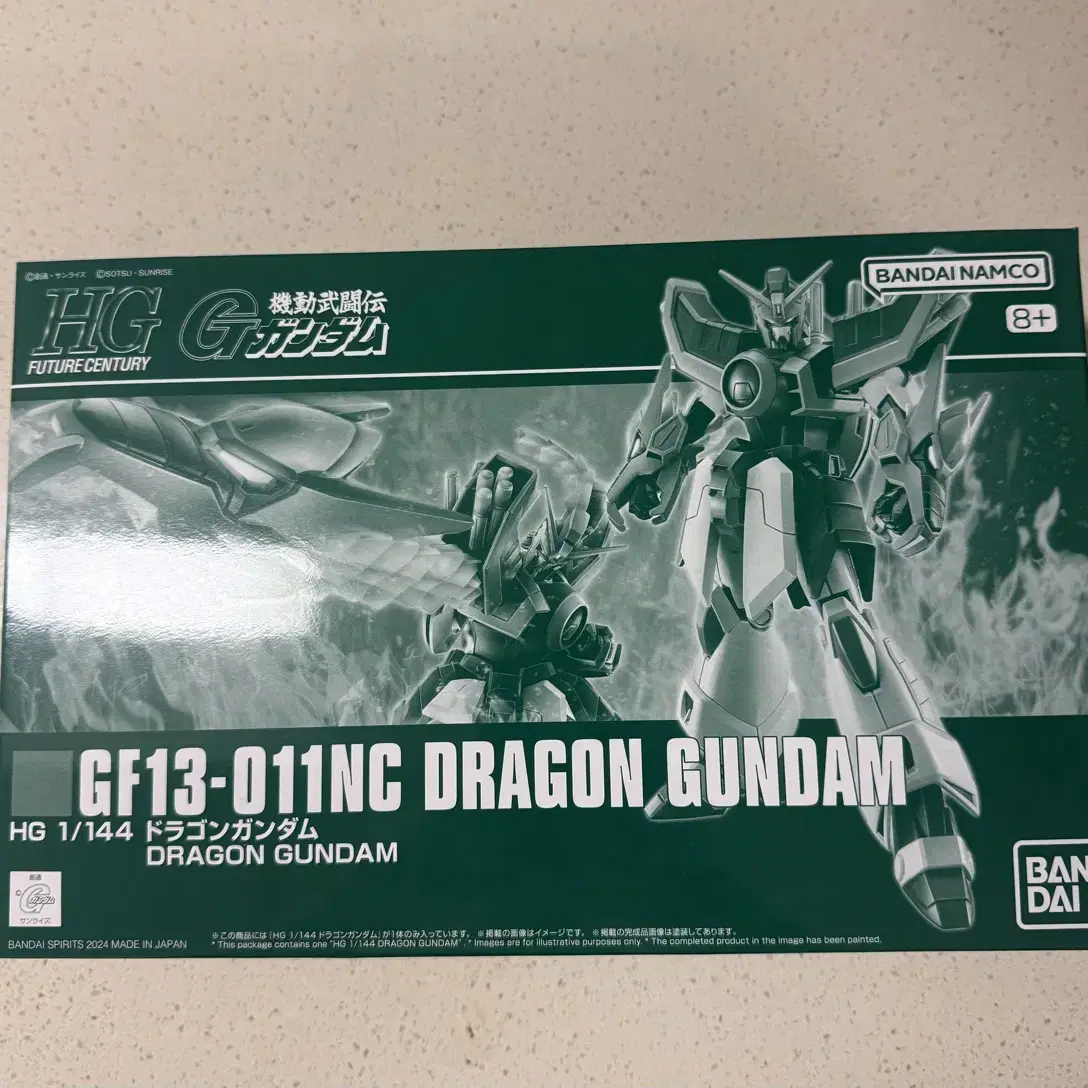 ©創通・サンライズ ©SOTSU・SUNRISE
HG
FUTURE CENTURY
機動武闘伝
Gガンダム
BANDAI NAMCO
8+
GF13-011NC DRAGON GUNDAM
HG 1/144 ドラゴンガンダム
DRAGON GUNDAM
創通
©Gガンダム
サンライズ
BAN
DAI
※この商品には「HG 1/144 ドラゴンガンダム」が1体のみ入っています。 ※掲載の画像はイメージです。 ※掲載の完成品画像は塗装してあります。
BANDAI SPIRITS 2024 MADE IN JAPAN
* This package contains one "HG 1/144 DRAGON GUNDAM". * Images are for illustrative purposes only. * The completed product in the image has been painted.